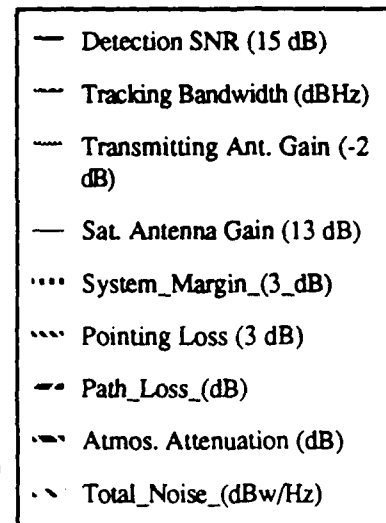 Detection SNR (15 dB)
Tracking Bandwidth (dBHz)
Transmitting Ant. Gain (-2
dB)
Sat. Antenna Gain (13 dB)
System_Margin_(3_dB)
Pointing Loss (3 dB)
Path_Loss_(dB)
Atmos. Attenuation (dB)
Total_Noise_(dBw/Hz)